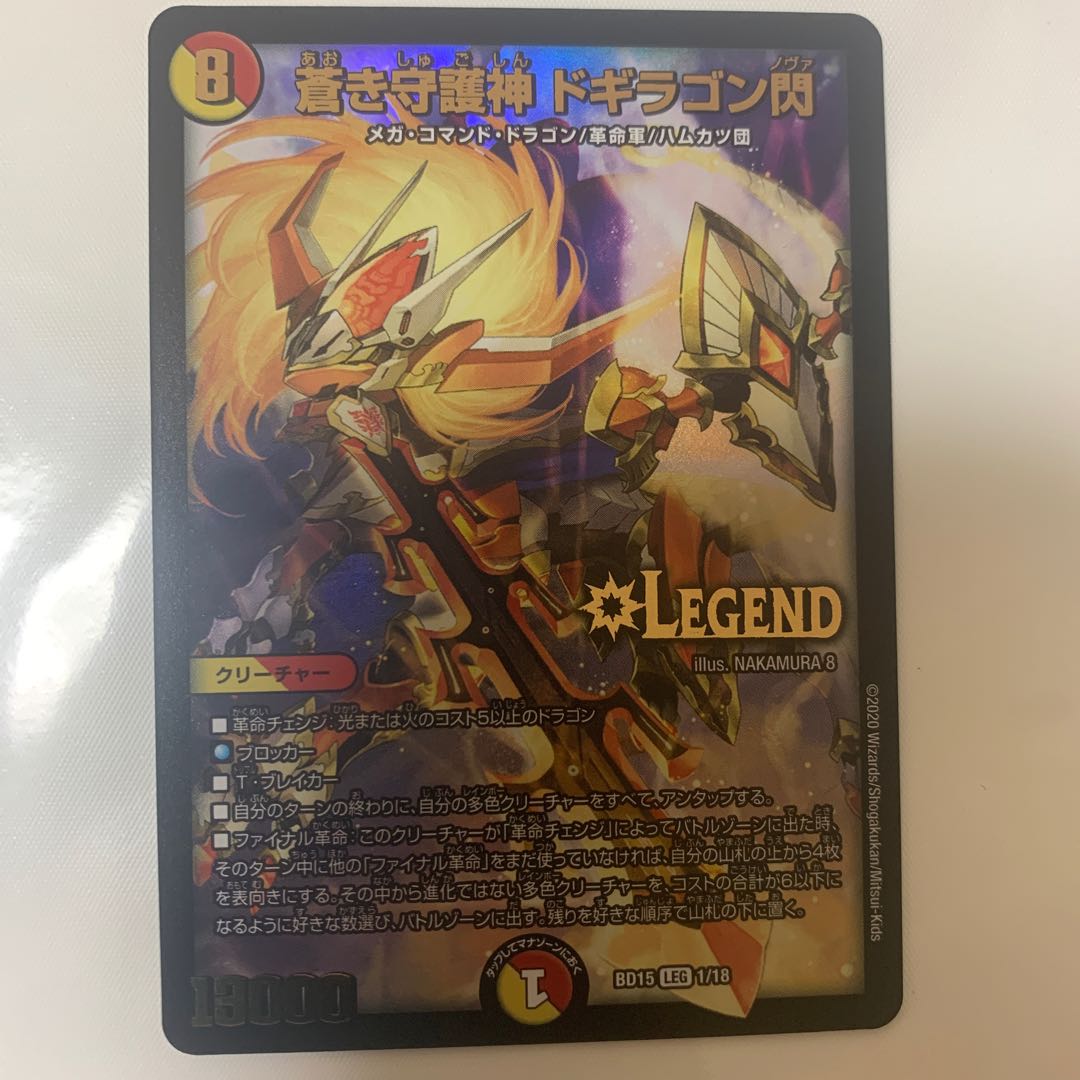 8
蒼き守護神 ドギラゴン閃
あお しゅ ご しん ノヴァ
メガ・コマンド・ドラゴン/革命軍/ハムカツ団
LEGEND
illus. NAKAMURA 8
クリーチャー
■革命チェンジ:光または火のコスト5以上のドラゴン
ブロッカー
■T・ブレイカー
■自分のターンの終わりに、自分の多色クリーチャーをすべて、アンタップする。
■ファイナル革命:このクリーチャーが「革命チェンジ」によってバトルゾーンに出た時、
そのターン中に他の「ファイナル革命」をまだ使っていなければ、自分の山札の上から4枚
を表向きにする。その中から進化ではない多色クリーチャーを、コストの合計が6以下に
なるように好きな数選び、バトルゾーンに出す。残りを好きな順序で山札の下に置く。
13000
タップしてマナゾーンにおく
1
BD15 LEG 1/18
©2020 Wizards/Shogakukan/Mitsui-Kids